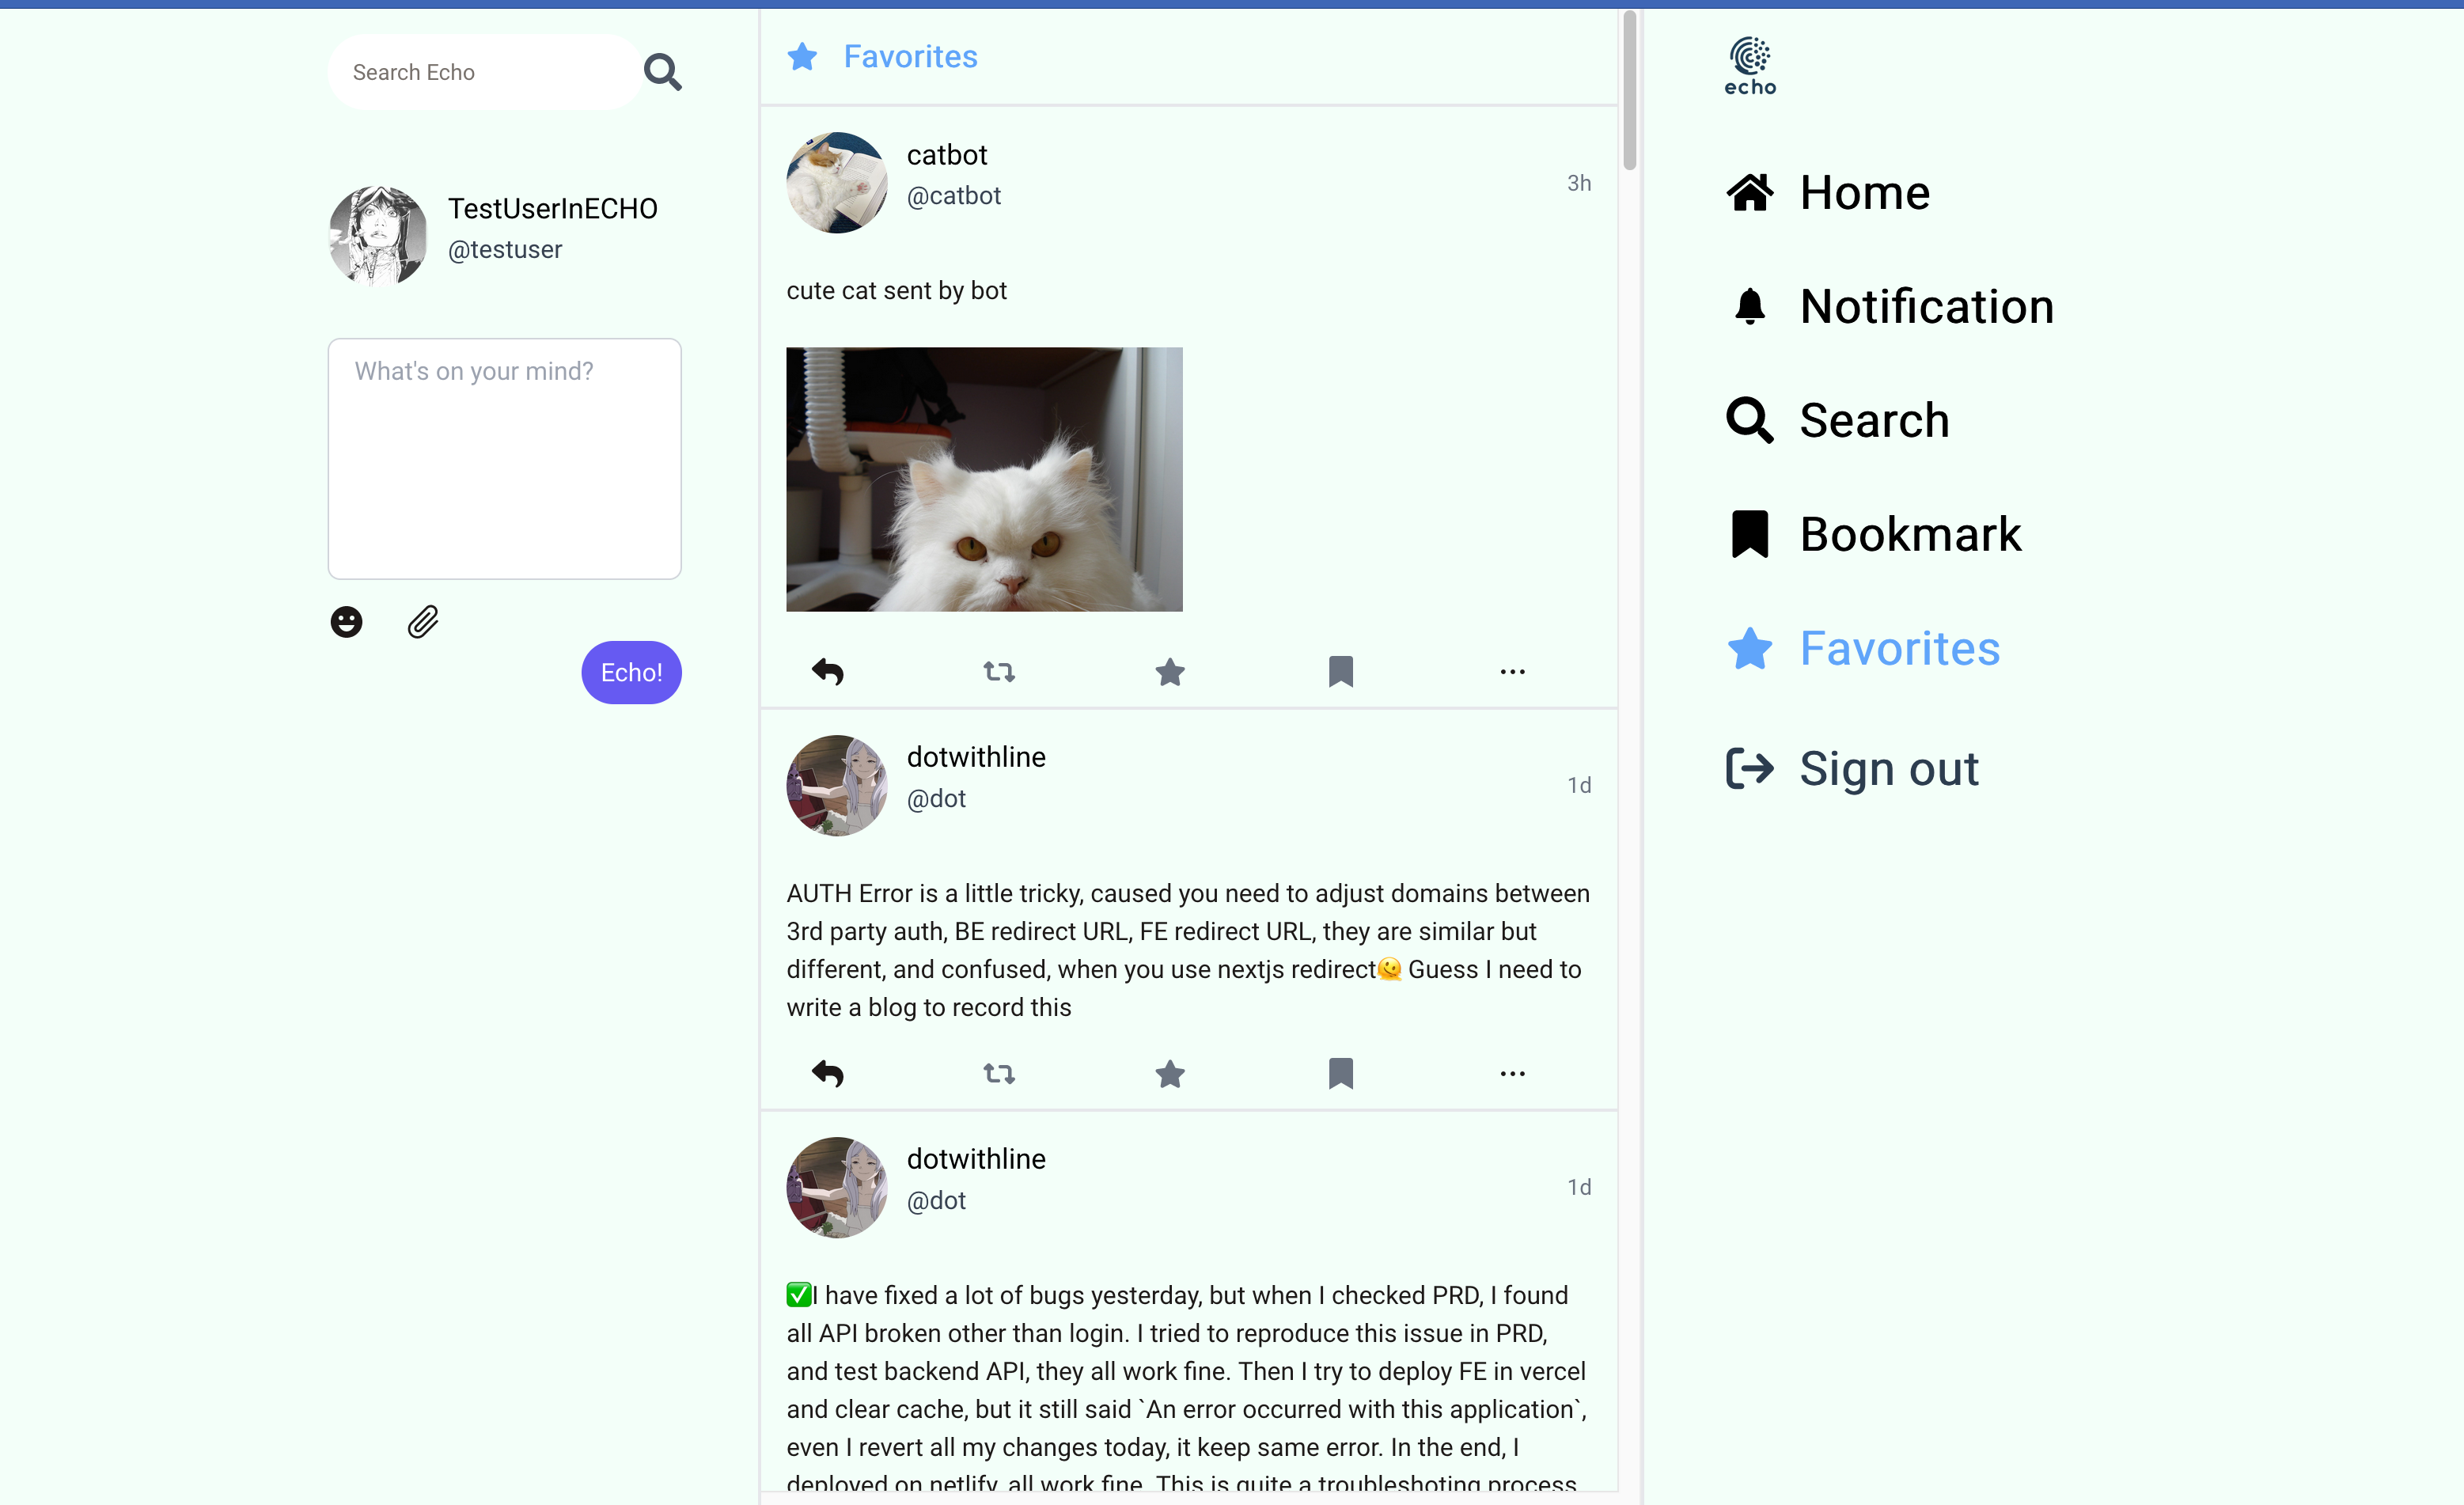 Search Echo
TestUserInECHO
@testuser
What's on your mind?
Echo!
Favorites
catbot
@catbot
3h
cute cat sent by bot
dotwithline
@dot
1d
AUTH Error is a little tricky, caused you need to adjust domains between
3rd party auth, BE redirect URL, FE redirect URL, they are similar but
different, and confused, when you use nextjs redirect🫠 Guess I need to
write a blog to record this
dotwithline
@dot
1d
✅I have fixed a lot of bugs yesterday, but when I checked PRD, I found
all API broken other than login. I tried to reproduce this issue in PRD,
and test backend API, they all work fine. Then I try to deploy FE in vercel
and clear cache, but it still said `An error occurred with this application`,
even I revert all my changes today, it keep same error. In the end, I
deployed on netlify, all work fine. This is quite a troubleshoting process
echo
Home
Notification
Search
Bookmark
Favorites
Sign out